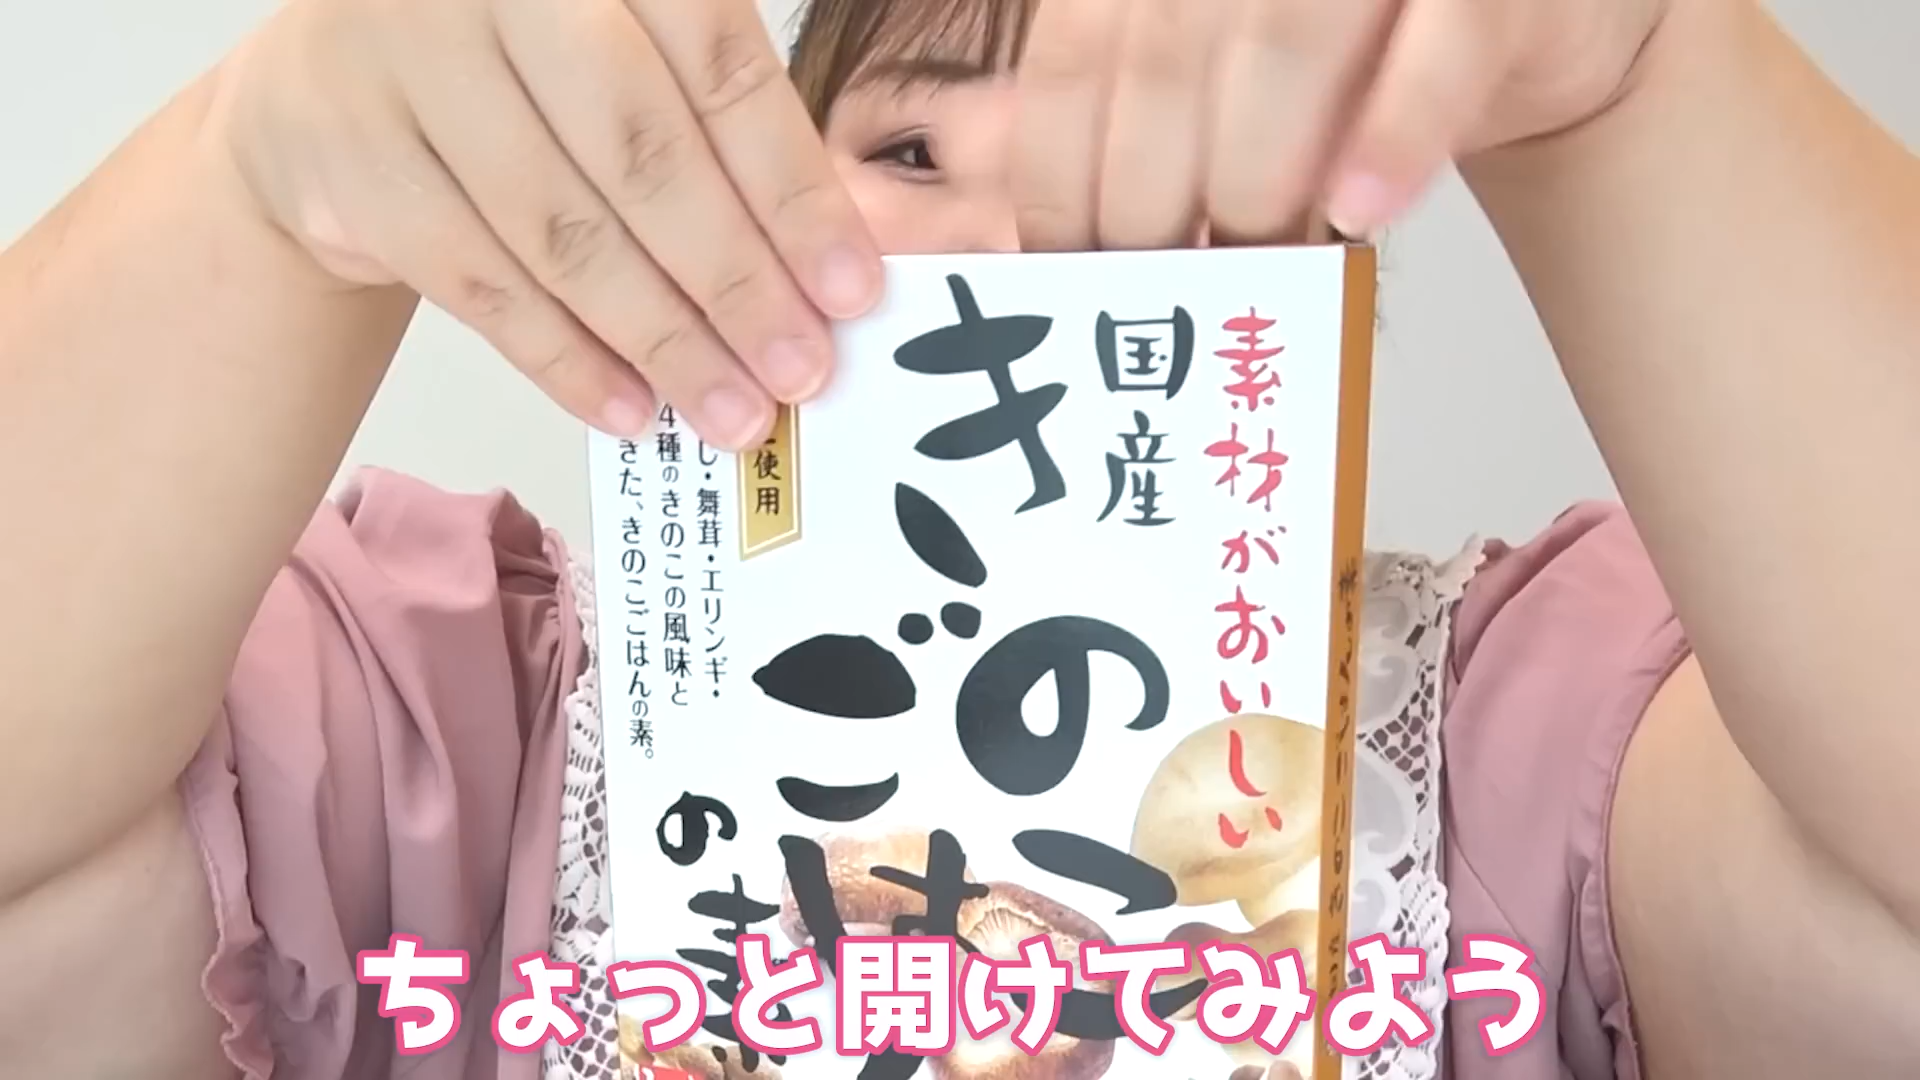 素材がおいしい
国産
きのこ
ごはん
の素
使用
し・舞茸・エリンギ・
4種のきのこの風味と
きた、きのこごはんの素。
ちょっと開けてみよう